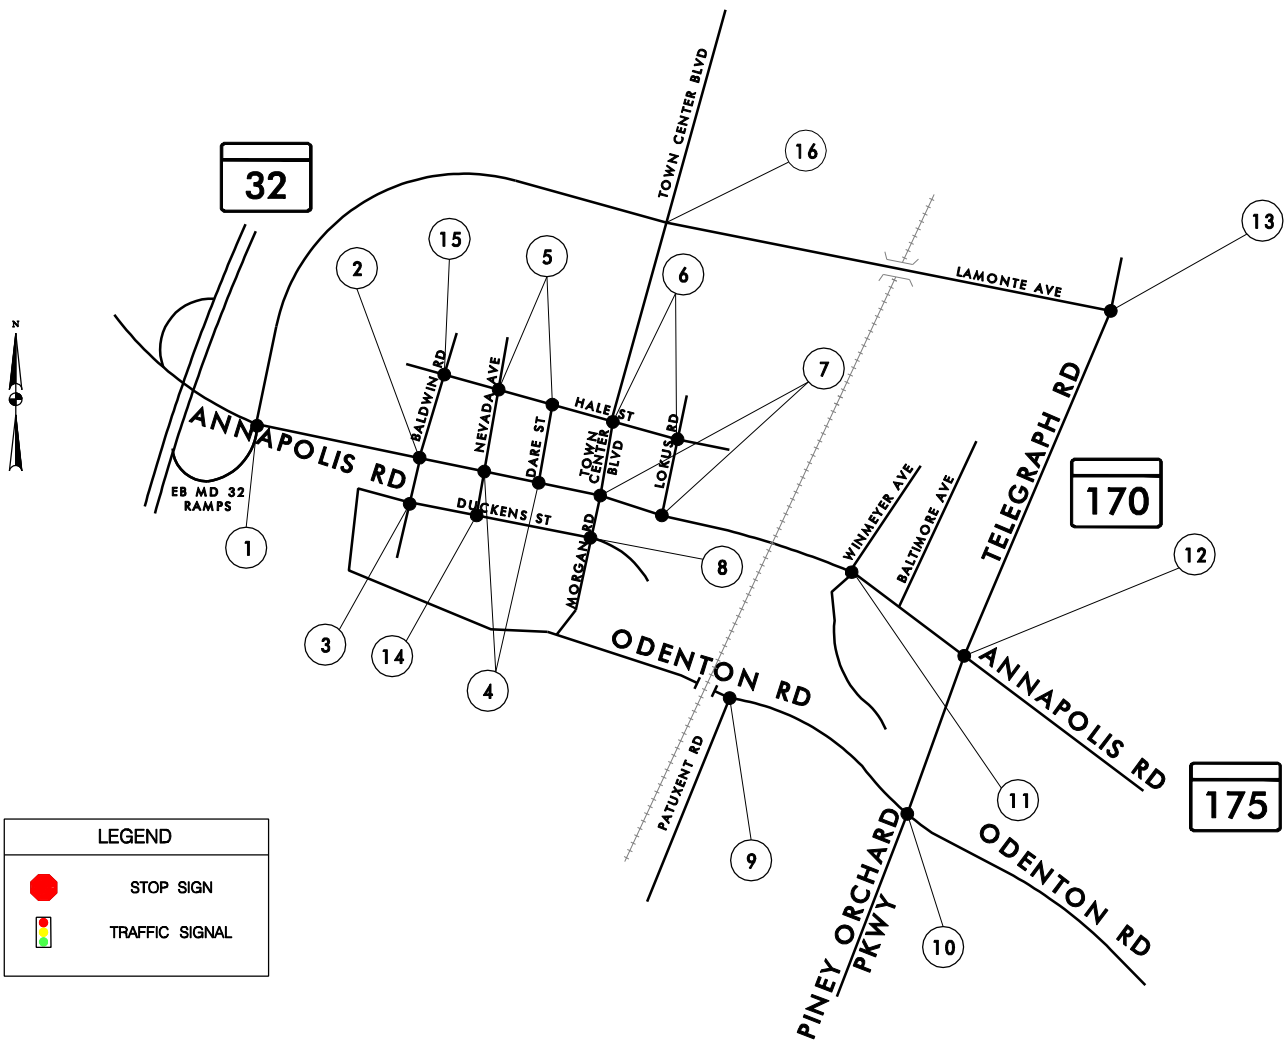 TOWN CENTER BLVD
16
32
13
15
5
2
6
LAMONTE AVE
N
7
BALDWIN RD
NEVADA AVE
HALE ST
DARE ST
TOWN
CENTER
BLVD
LOKUS RD
TELEGRAPH RD
ANNAPOLIS RD
170
EB MD 32
RAMPS
DUCKENS ST
WINMEYER AVE
BALTIMORE AVE
1
MORGAN RD
8
12
3
14
4
ODENTON RD
ANNAPOLIS RD
PATUXENT RD
175
11
LEGEND
STOP SIGN
TRAFFIC SIGNAL
9
PINEY ORCHARD
PKWY
ODENTON RD
10